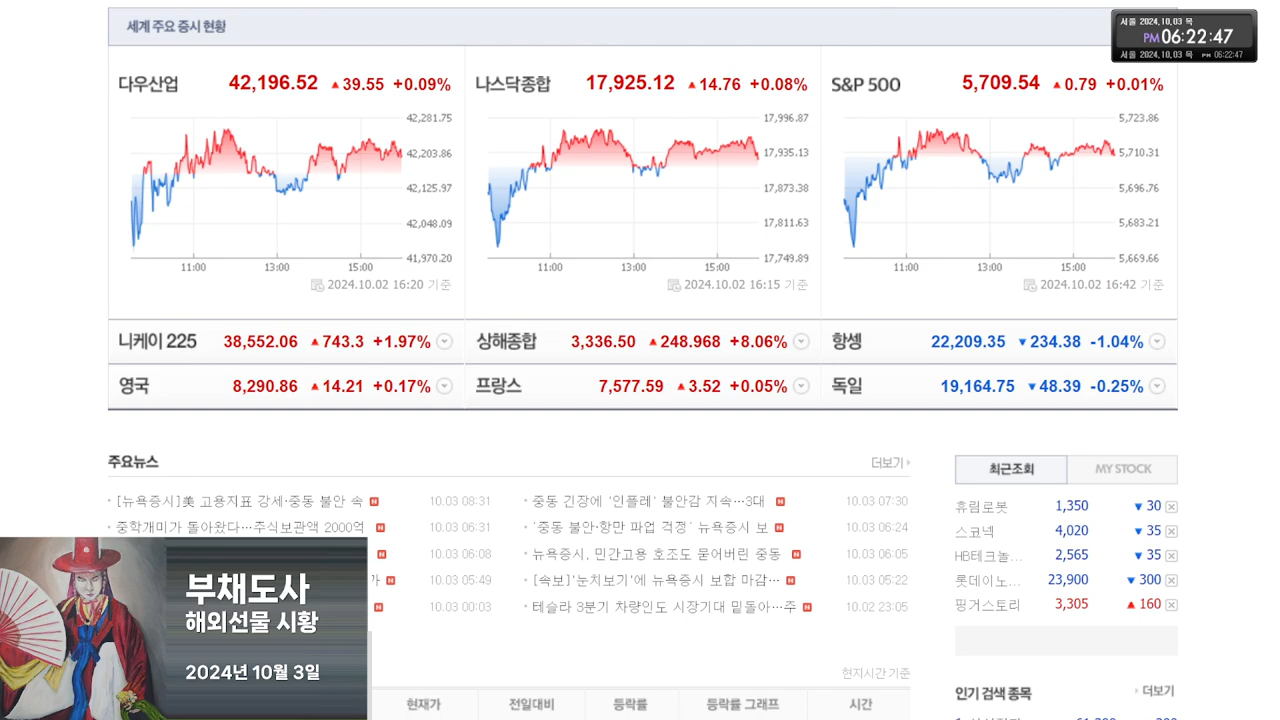 세계 주요 증시 현황
서울 2024.10.03 목
PM 06:22:47
서울 2024.10.03 목 PM 06:22:47
다우산업 42,196.52 ▲ 39.55 +0.09%
42,281.75
42,203.86
42,125.97
42,048.09
41,970.20
11:00 13:00 15:00
2024.10.02 16:20 기준
나스닥종합 17,925.12 ▲ 14.76 +0.08%
17,996.87
17,935.13
17,873.38
17,811.63
17,749.89
11:00 13:00 15:00
2024.10.02 16:15 기준
S&P 500 5,709.54 ▲ 0.79 +0.01%
5,723.86
5,710.31
5,696.76
5,683.21
5,669.66
11:00 13:00 15:00
2024.10.02 16:42 기준
니케이 225 38,552.06 ▲ 743.3 +1.97%
상해종합 3,336.50 ▲ 248.968 +8.06%
항셍 22,209.35 ▼ 234.38 -1.04%
영국 8,290.86 ▲ 14.21 +0.17%
프랑스 7,577.59 ▲ 3.52 +0.05%
독일 19,164.75 ▼ 48.39 -0.25%
주요뉴스 더보기
[뉴욕증시]美 고용지표 강세·중동 불안 속 N 10.03 08:31
중학개미가 돌아왔다…주식보관액 2000억 N 10.03 06:31
N 10.03 06:08
N 10.03 05:49
N 10.03 00:03
중동 긴장에 '인플레' 불안감 지속…3대 N 10.03 07:30
'중동 불안·항만 파업 걱정' 뉴욕증시 보 N 10.03 06:24
뉴욕증시, 민간고용 호조도 묻어버린 중동 N 10.03 06:05
[속보]'눈치보기'에 뉴욕증시 보합 마감… N 10.03 05:22
테슬라 3분기 차량인도 시장기대 밑돌아…주 N 10.02 23:05
최근조회 MY STOCK
휴림로봇 1,350 ▼ 30
스코넥 4,020 ▼ 35
HB테크놀… 2,565 ▼ 35
롯데이노… 23,900 ▼ 300
핑거스토리 3,305 ▲ 160
부채도사
해외선물 시황
2024년 10월 3일
현지시간 기준
현재가 전일대비 등락률 등락률 그래프 시간
인기 검색 종목 더보기